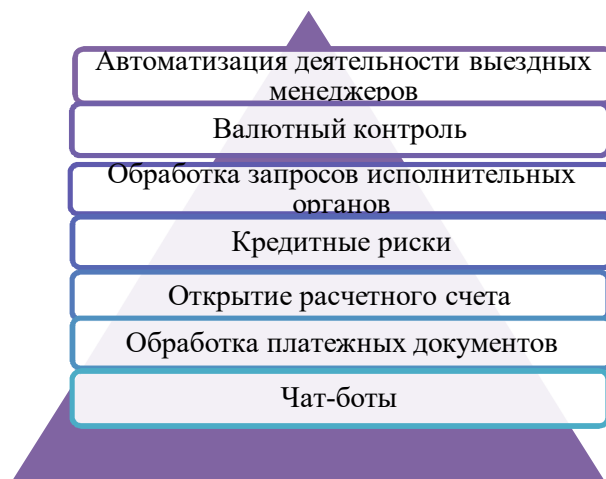 Автоматизация деятельности выездных
менеджеров
Валютный контроль
Обработка запросов исполнительных
органов
Кредитные риски
Открытие расчетного счета
Обработка платежных документов
Чат-боты